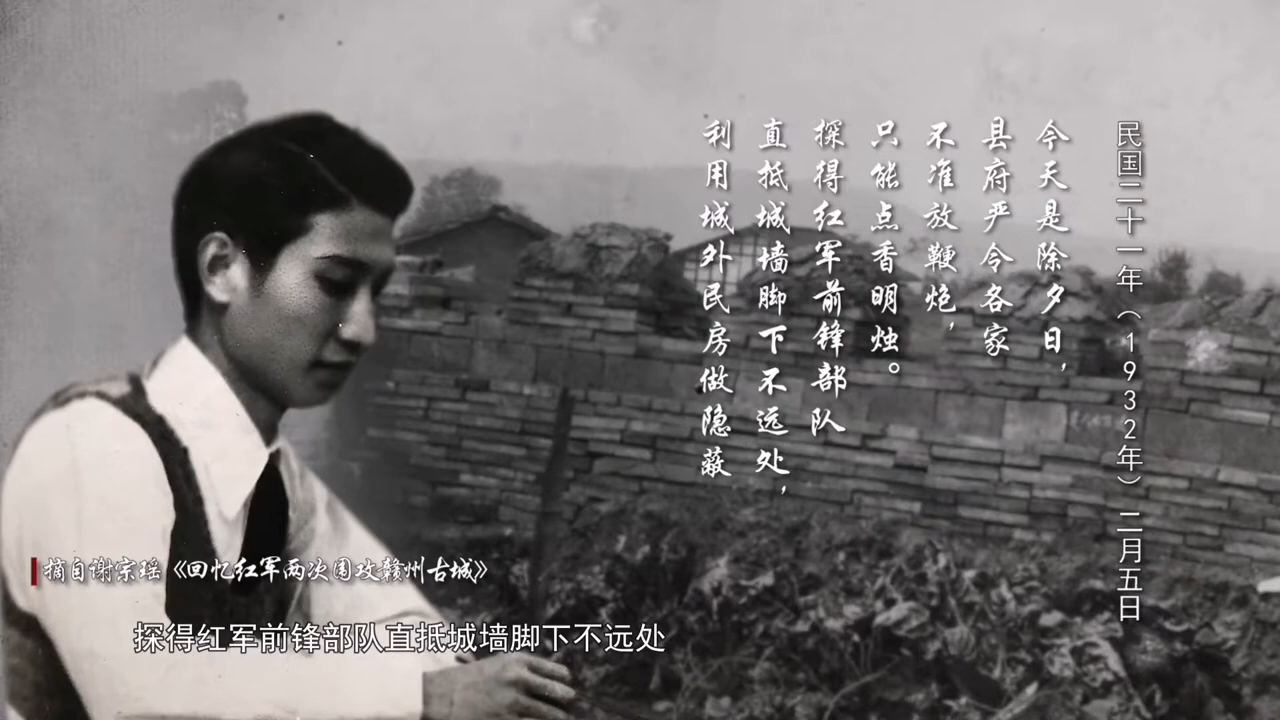 民国二十一年（1932年）二月五日
今天是除夕日，
县府严令各家
不准放鞭炮，
只能点香明烛。
探得红军前锋部队
直抵城墙脚下不远处，
利用城外民房做隐蔽
摘自谢宗瑶《回忆红军两次围攻赣州古城》
探得红军前锋部队直抵城墙脚下不远处